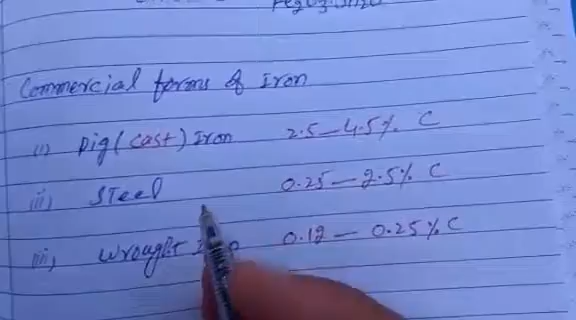 Commercial forms of Iron
(i) Pig (cast) Iron 2.5 - 4.5% C
ii) Steel 0.25 - 2.5% C
iii) Wrought 0.12 - 0.25% C